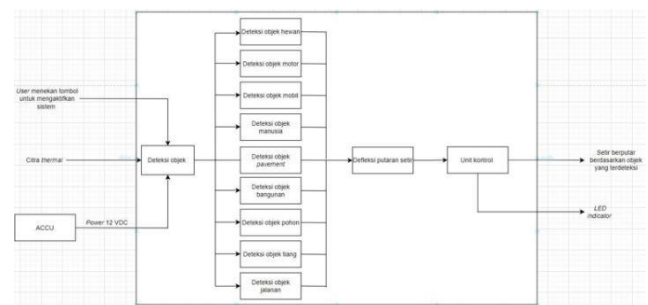 Deteksi objek hewan
Deteksi objek motor
Deteksi objek mobil
Deteksi objek
manusia
Deteksi objek
pavement
Deteksi objek
bangunan
Deteksi objek pohon
Deteksi objek tiang
Deteksi objek
jalanan
User menekan tombol
untuk mengaktifkan
sistem
Citra thermal
ACCU
Power 12 VDC
Deteksi objek
Defleksi putaran setir
Unit kontrol
Setir berputar
berdasarkan objek
yang terdeteksi
LED
indicator